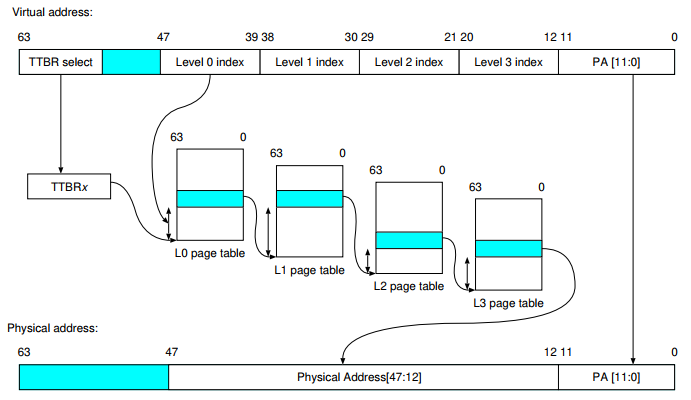 Virtual address:
63 47 39 38 30 29 21 20 12 11 0
TTBR select Level 0 index Level 1 index Level 2 index Level 3 index PA [11:0]
63 0
63 0
63 0
63 0
TTBRx
L0 page table
L1 page table
L2 page table
L3 page table
Physical address:
63 47 12 11 0
Physical Address[47:12] PA [11:0]